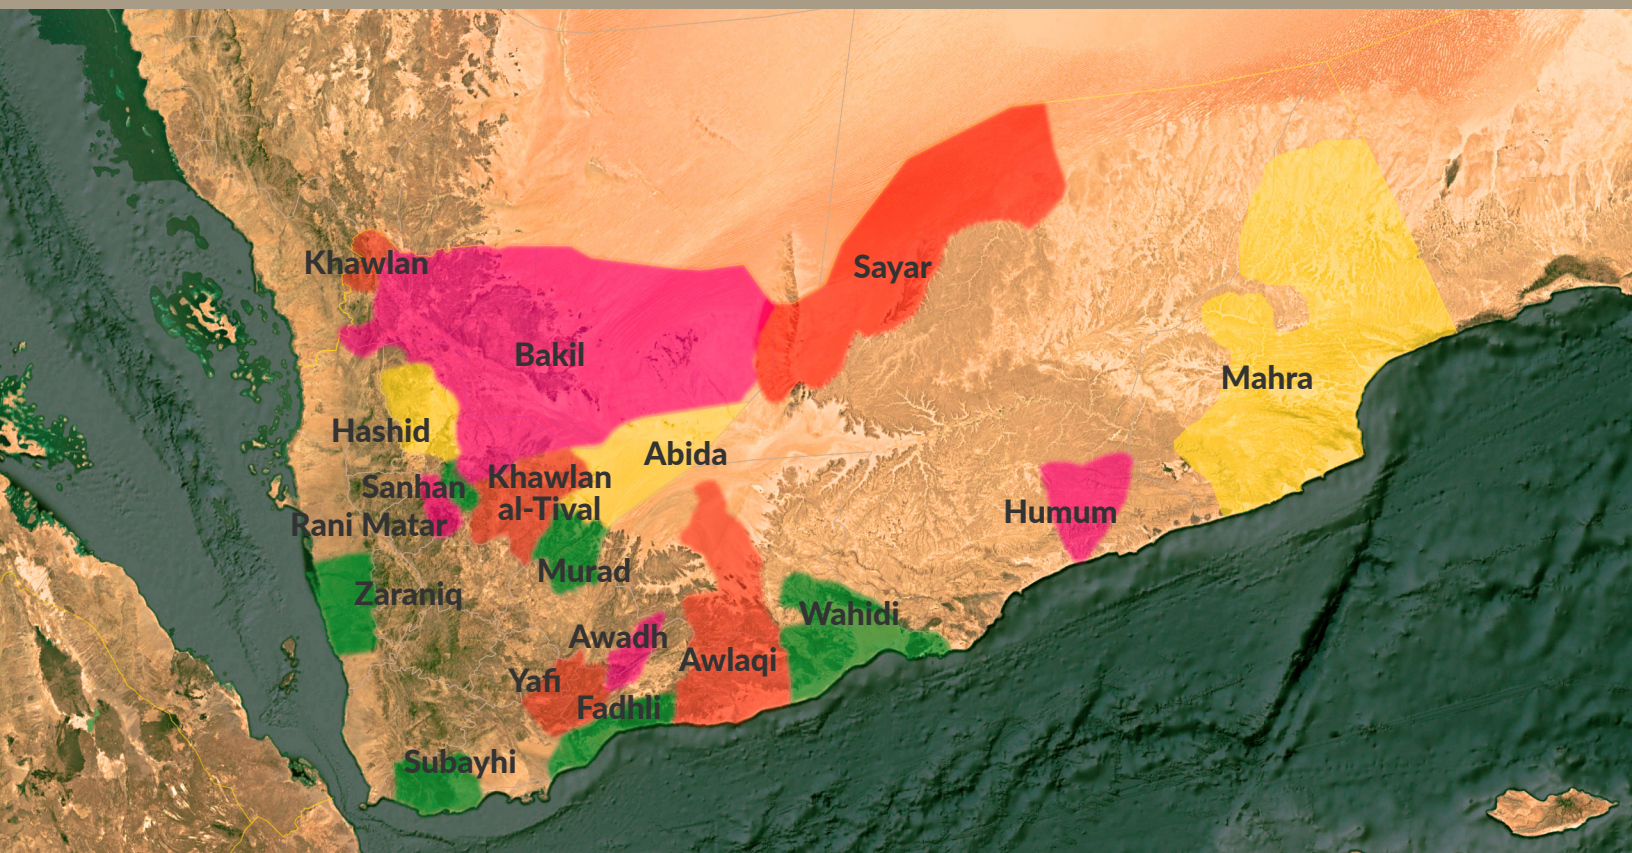 Khawlan
Sayar
Bakil
Mahra
Hashid
Abida
Sanhan
Khawlan
al-Tival
Rani Matar
Humum
Murad
Zaraniq
Wahidi
Awadh
Awlaqi
Yafi
Fadhli
Subayhi